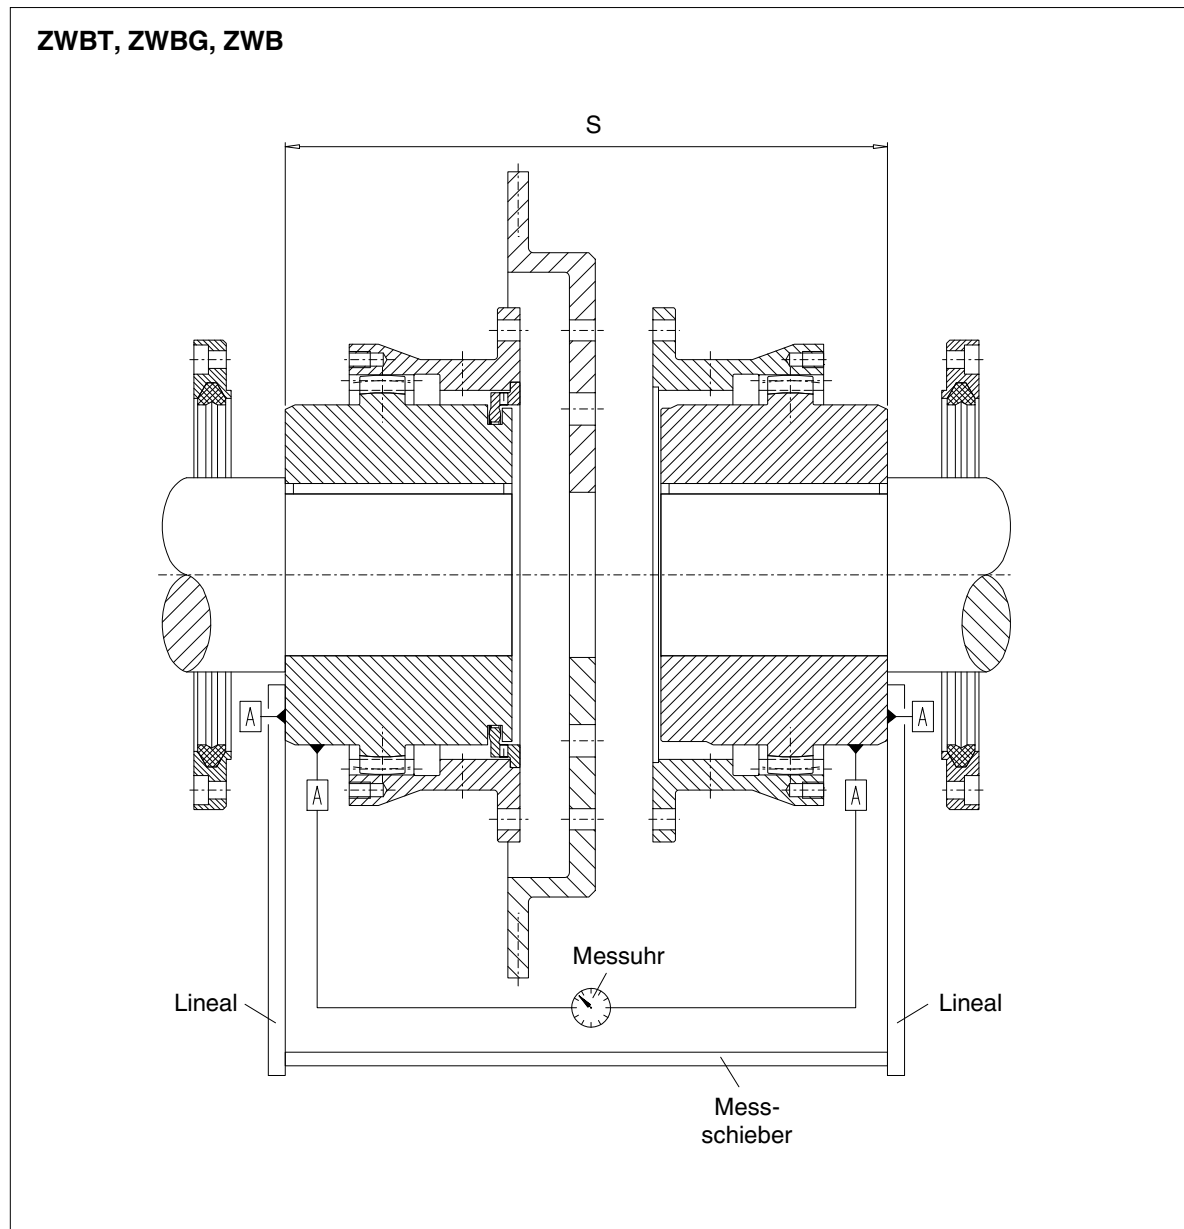 ZWBT, ZWBG, ZWB
S
A
A
A
A
Messuhr
Lineal
Lineal
Mess-
schieber